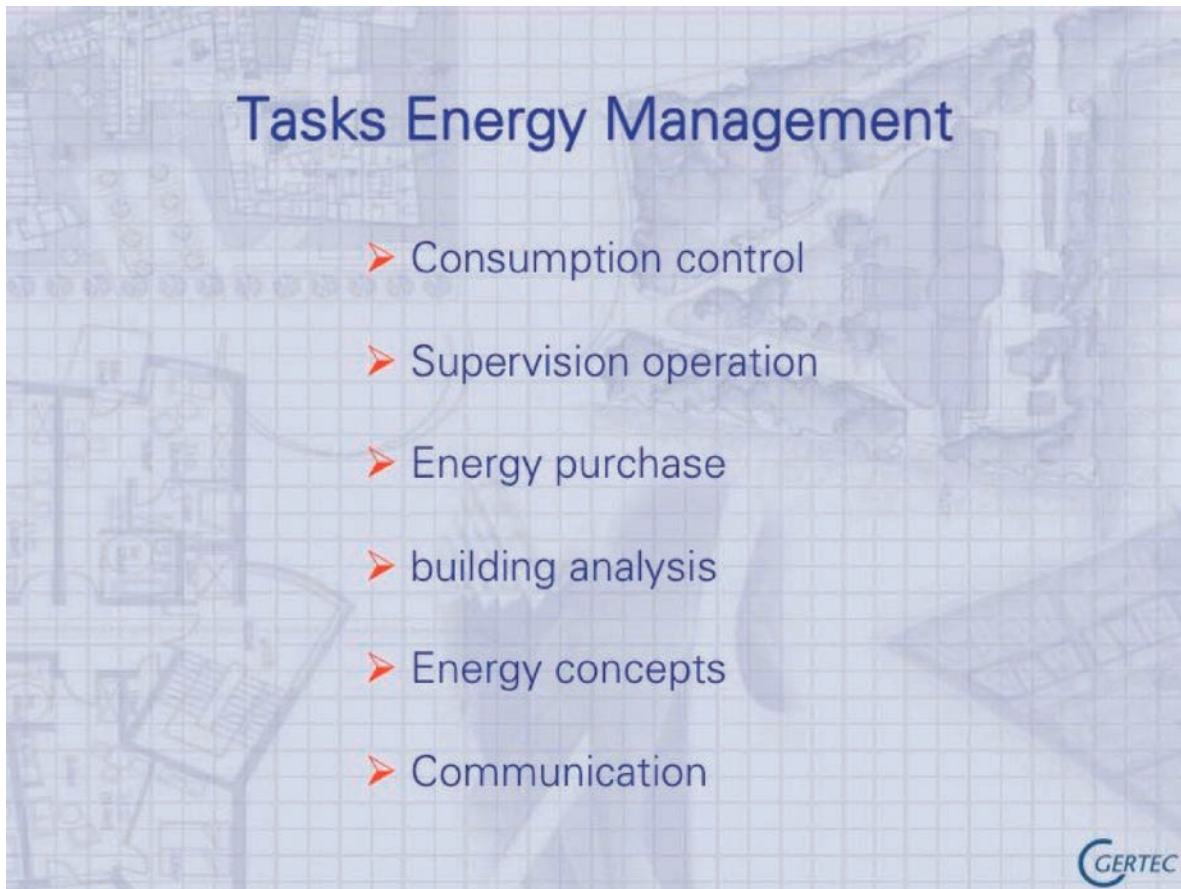 Tasks Energy Management
➢ Consumption control
➢ Supervision operation
➢ Energy purchase
➢ building analysis
➢ Energy concepts
➢ Communication
GERTEC